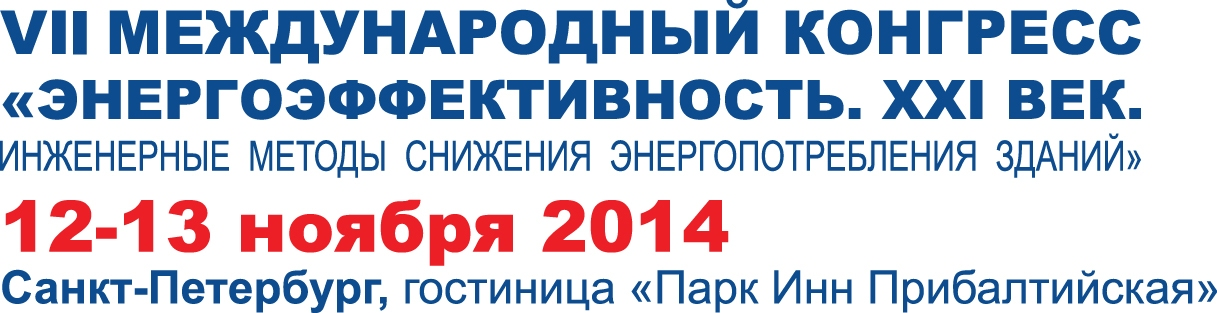 VII МЕЖДУНАРОДНЫЙ КОНГРЕСС
«ЭНЕРГОЭФФЕКТИВНОСТЬ. XXI ВЕК.
ИНЖЕНЕРНЫЕ МЕТОДЫ СНИЖЕНИЯ ЭНЕРГОПОТРЕБЛЕНИЯ ЗДАНИЙ»
12-13 ноября 2014
Санкт-Петербург, гостиница «Парк Инн Прибалтийская»